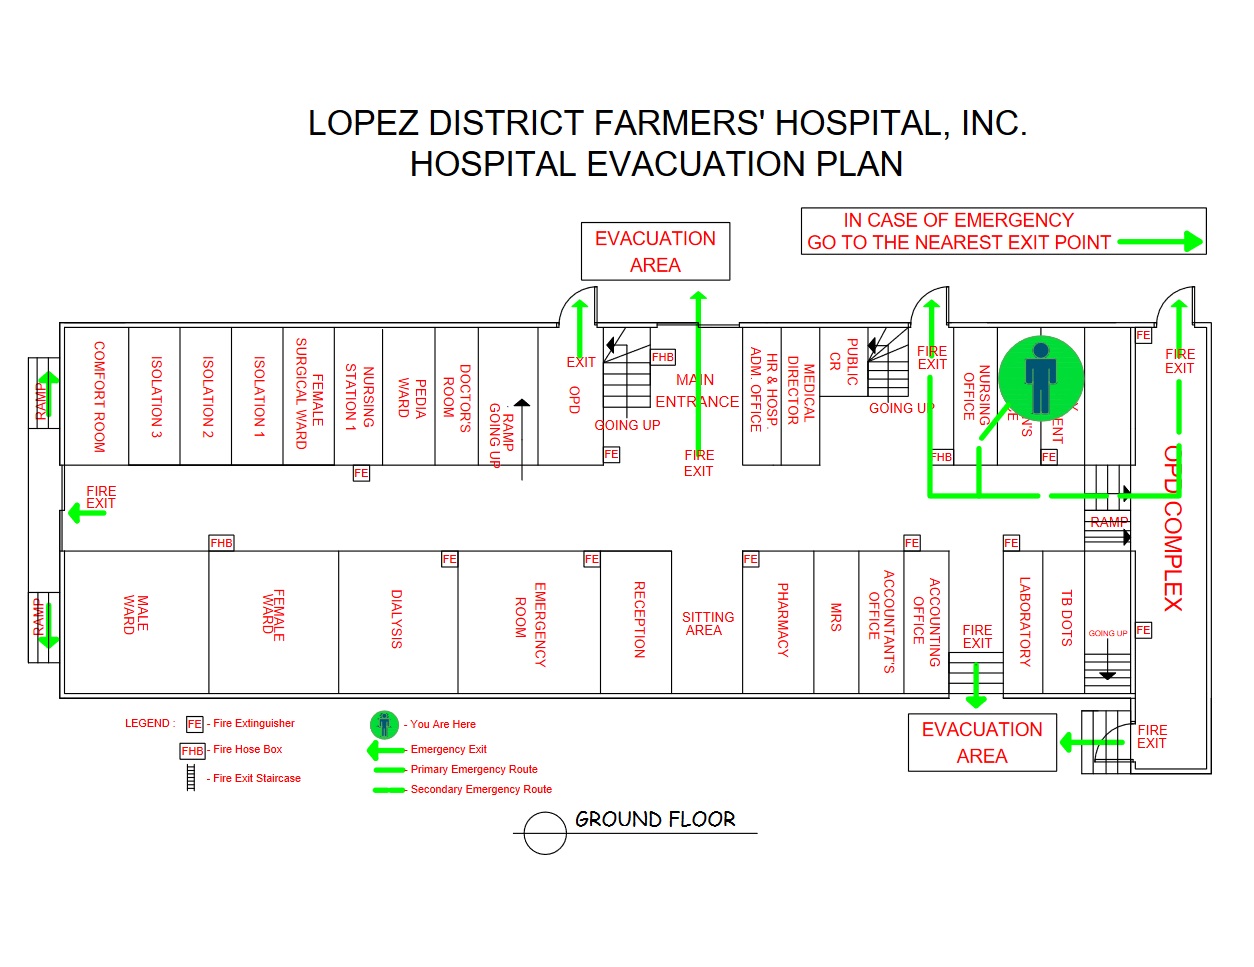 LOPEZ DISTRICT FARMERS' HOSPITAL, INC.
HOSPITAL EVACUATION PLAN
IN CASE OF EMERGENCY
GO TO THE NEAREST EXIT POINT
EVACUATION
AREA
RAMP
COMFORT ROOM
ISOLATION 3
ISOLATION 2
ISOLATION 1
FEMALE
SURGICAL WARD
NURSING
STATION 1
PEDIA
WARD
DOCTOR'S
ROOM
RAMP
GOING UP
EXIT
OPD
GOING UP
FHB
FE
MAIN
ENTRANCE
FIRE
EXIT
HR & HOSP.
ADM. OFFICE
MEDICAL
DIRECTOR
PUBLIC
CR
GOING UP
FIRE
EXIT
NURSING
OFFICE
FHB
FE
FE
FIRE
EXIT
OPD COMPLEX
FE
FIRE
EXIT
RAMP
FHB
FE
FE
FE
FE
FE
RAMP
MALE
WARD
FEMALE
WARD
DIALYSIS
EMERGENCY
ROOM
RECEPTION
SITTING
AREA
PHARMACY
MRS
ACCOUNTANT'S
OFFICE
ACCOUNTING
OFFICE
FIRE
EXIT
LABORATORY
TB DOTS
GOING UP
FE
EVACUATION
AREA
FIRE
EXIT
LEGEND :
FE - Fire Extinguisher
FHB - Fire Hose Box
- Fire Exit Staircase
- You Are Here
- Emergency Exit
- Primary Emergency Route
- Secondary Emergency Route
GROUND FLOOR